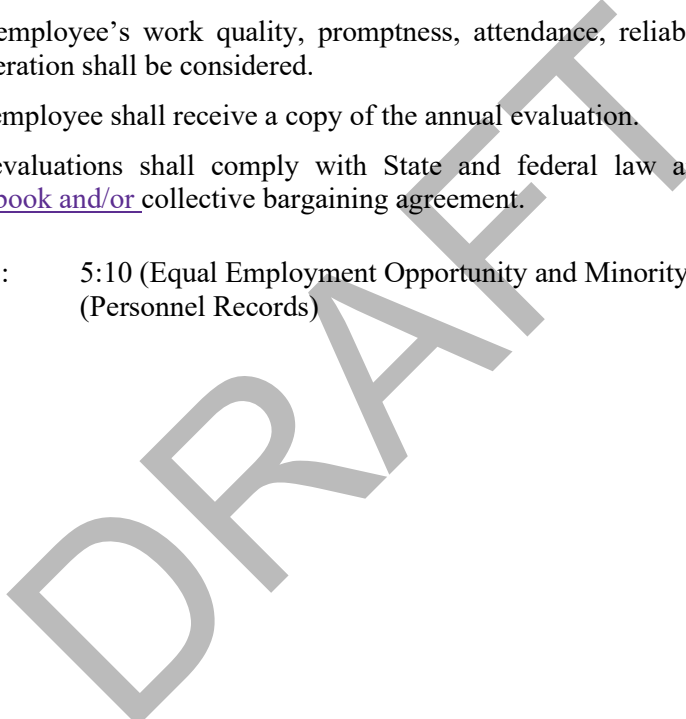 employee’s work quality, promptness, attendance, reliab
eration shall be considered.
employee shall receive a copy of the annual evaluation.
evaluations shall comply with State and federal law a
book and/or collective bargaining agreement.
: 5:10 (Equal Employment Opportunity and Minority
(Personnel Records)
DRAFT